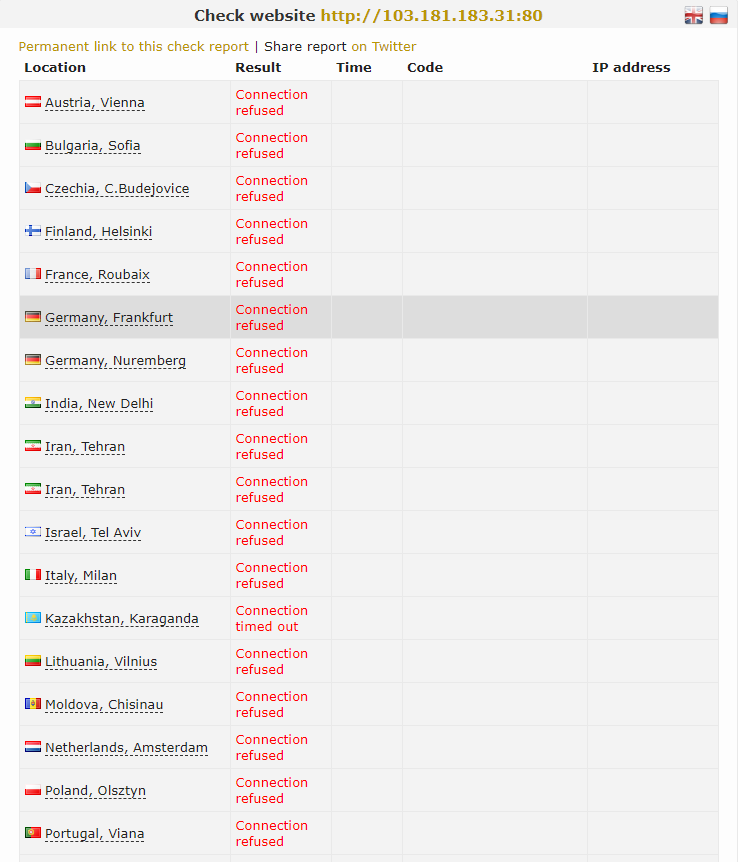 Check website http://103.181.183.31:80
Permanent link to this check report | Share report on Twitter
Location Result Time Code IP address
Austria, Vienna Connection
refused
Bulgaria, Sofia Connection
refused
Czechia, C.Budejovice Connection
refused
Finland, Helsinki Connection
refused
France, Roubaix Connection
refused
Germany, Frankfurt Connection
refused
Germany, Nuremberg Connection
refused
India, New Delhi Connection
refused
Iran, Tehran Connection
refused
Iran, Tehran Connection
refused
Israel, Tel Aviv Connection
refused
Italy, Milan Connection
refused
Kazakhstan, Karaganda Connection
timed out
Lithuania, Vilnius Connection
refused
Moldova, Chisinau Connection
refused
Netherlands, Amsterdam Connection
refused
Poland, Olsztyn Connection
refused
Portugal, Viana Connection
refused